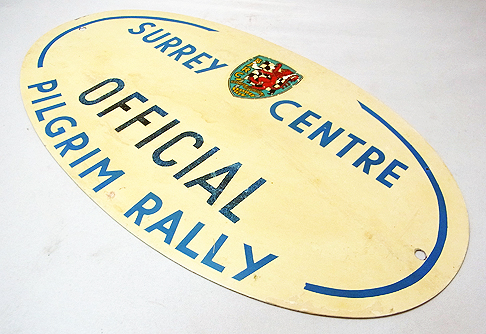 SURREY CENTRE
OFFICIAL
PILGRIM RALLY